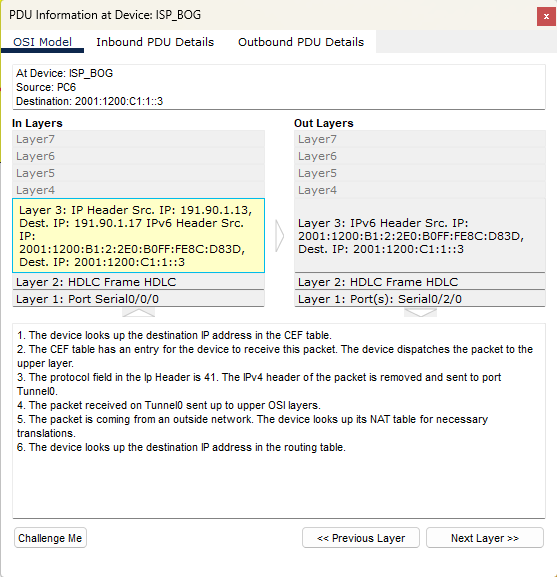 PDU Information at Device: ISP_BOG
x
OSI Model    Inbound PDU Details    Outbound PDU Details
At Device: ISP_BOG
Source: PC6
Destination: 2001:1200:C1:1::3
In Layers
Layer7
Layer6
Layer5
Layer4
Layer 3: IP Header Src. IP: 191.90.1.13,
Dest. IP: 191.90.1.17 IPv6 Header Src.
IP:
2001:1200:B1:2:2E0:B0FF:FE8C:D83D,
Dest. IP: 2001:1200:C1:1::3
Layer 2: HDLC Frame HDLC
Layer 1: Port Serial0/0/0
Out Layers
Layer7
Layer6
Layer5
Layer4
Layer 3: IPv6 Header Src. IP:
2001:1200:B1:2:2E0:B0FF:FE8C:D83D,
Dest. IP: 2001:1200:C1:1::3
Layer 2: HDLC Frame HDLC
Layer 1: Port(s): Serial0/2/0
1. The device looks up the destination IP address in the CEF table.
2. The CEF table has an entry for the device to receive this packet. The device dispatches the packet to the
upper layer.
3. The protocol field in the Ip Header is 41. The IPv4 header of the packet is removed and sent to port
Tunnel0.
4. The packet received on Tunnel0 sent up to upper OSI layers.
5. The packet is coming from an outside network. The device looks up its NAT table for necessary
translations.
6. The device looks up the destination IP address in the routing table.
Challenge Me
<< Previous Layer
Next Layer >>